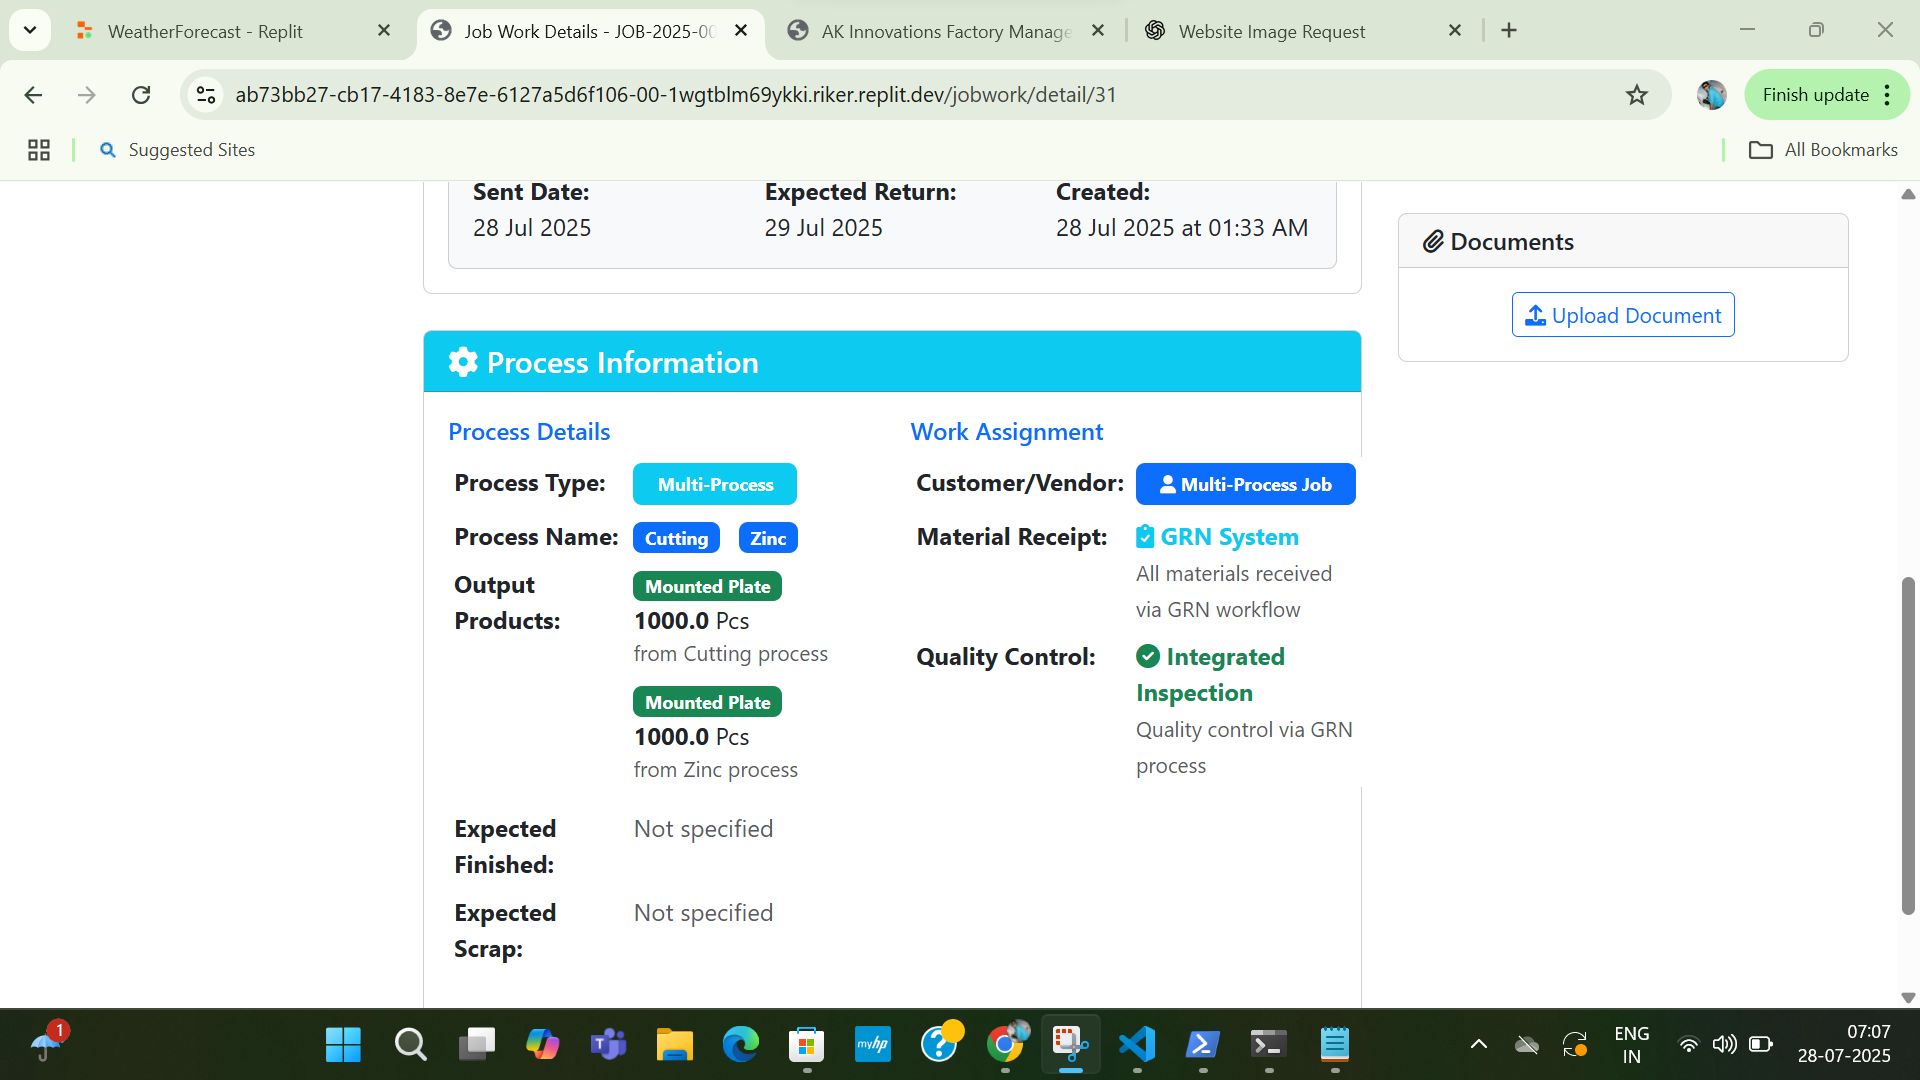 WeatherForecast - Replit
Job Work Details - JOB-2025-00
AK Innovations Factory Manage
Website Image Request
ab73bb27-cb17-4183-8e7e-6127a5d6f106-00-1wgtblm69ykki.riker.replit.dev/jobwork/detail/31
Finish update
Suggested Sites
All Bookmarks
Sent Date:
28 Jul 2025
Expected Return:
29 Jul 2025
Created:
28 Jul 2025 at 01:33 AM
Documents
Upload Document
Process Information
Process Details
Process Type: Multi-Process
Process Name: Cutting Zinc
Output
Products:
Mounted Plate
1000.0 Pcs
from Cutting process
Mounted Plate
1000.0 Pcs
from Zinc process
Expected
Finished:
Not specified
Expected
Scrap:
Not specified
Work Assignment
Customer/Vendor: Multi-Process Job
Material Receipt: GRN System
All materials received
via GRN workflow
Quality Control: Integrated
Inspection
Quality control via GRN
process
1
myhp
ENG
IN
07:07
28-07-2025